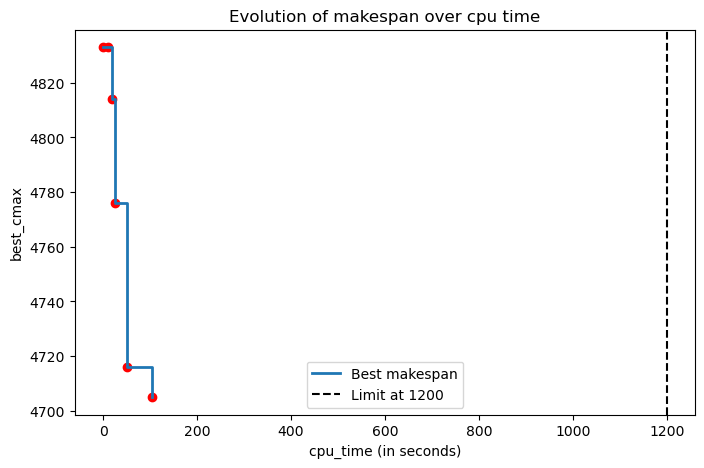 Evolution of makespan over cpu time
best_cmax
4820
4800
4780
4760
4740
4720
4700
0 200 400 600 800 1000 1200
cpu_time (in seconds)
Best makespan
Limit at 1200